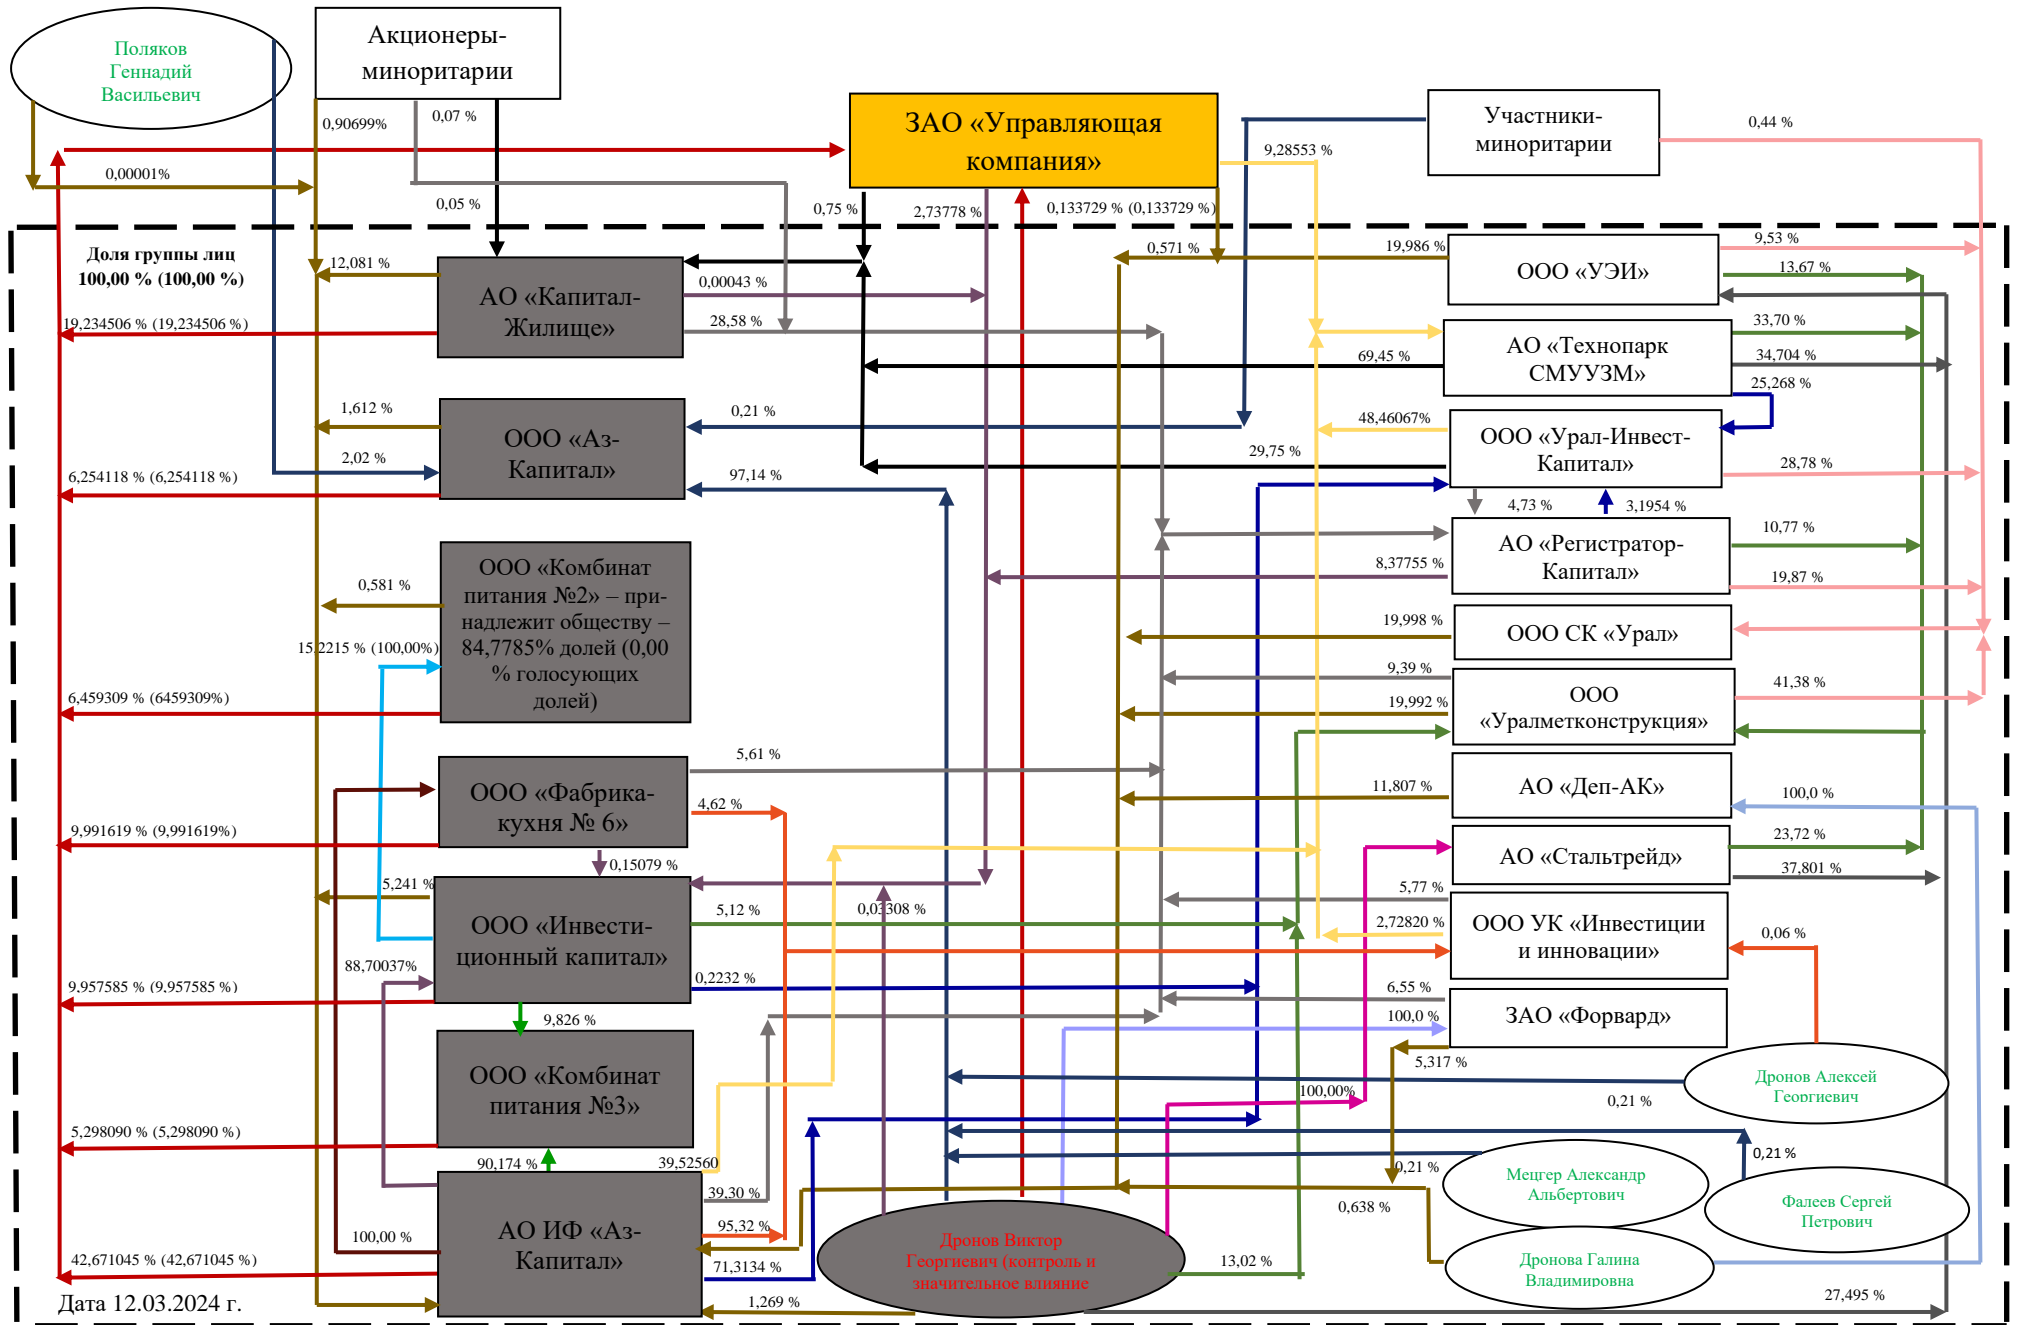 Поляков
Геннадий
Васильевич
Акционеры-
миноритарии
ЗАО «Управляющая
компания»
Участники-
миноритарии
0,44 %
0,90699%
0,07 %
9,28553 %
0,00001%
0,05 %
0,75 %
2,73778 %
0,133729 % (0,133729 %)
Доля группы лиц
100,00 % (100,00 %)
12,081 %
0,571 %
19,986 %
9,53 %
ООО «УЭИ»
13,67 %
АО «Капитал-
Жилище»
0,00043 %
28,58 %
19,234506 % (19,234506 %)
33,70 %
АО «Технопарк
СМУУЗМ»
69,45 %
34,704 %
25,268 %
1,612 %
0,21 %
48,46067%
ООО «Аз-
Капитал»
ООО «Урал-Инвест-
Капитал»
2,02 %
29,75 %
28,78 %
6,254118 % (6,254118 %)
97,14 %
4,73 %
3,1954 %
10,77 %
АО «Регистратор-
Капитал»
8,37755 %
19,87 %
ООО «Комбинат
питания №2» – при-
надлежит обществу –
84,7785% долей (0,00
% голосующих
долей)
0,581 %
15,2215 % (100,00%)
19,998 %
ООО СК «Урал»
9,39 %
41,38 %
6,459309 % (6459309%)
19,992 %
ООО
«Уралметконструкция»
5,61 %
ООО «Фабрика-
кухня № 6»
4,62 %
11,807 %
АО «Деп-АК»
100,0 %
9,991619 % (9,991619%)
23,72 %
АО «Стальтрейд»
0,15079 %
37,801 %
5,241 %
5,77 %
ООО «Инвести-
ционный капитал»
5,12 %
0,03308 %
2,72820 %
ООО УК «Инвестиции
и инновации»
0,06 %
88,70037%
0,2232 %
9,957585 % (9,957585 %)
6,55 %
ЗАО «Форвард»
9,826 %
100,0 %
ООО «Комбинат
питания №3»
5,317 %
Дронов Алексей
Георгиевич
100,00%
0,21 %
5,298090 % (5,298090 %)
90,174 %
39,52560
0,21 %
0,21 %
Мецгер Александр
Альбертович
39,30 %
0,638 %
Фалеев Сергей
Петрович
АО ИФ «Аз-
Капитал»
95,32 %
100,00 %
Дронов Виктор
Георгиевич (контроль и
значительное влияние
42,671045 % (42,671045 %)
71,3134 %
13,02 %
Дронова Галина
Владимировна
Дата 12.03.2024 г.
1,269 %
27,495 %